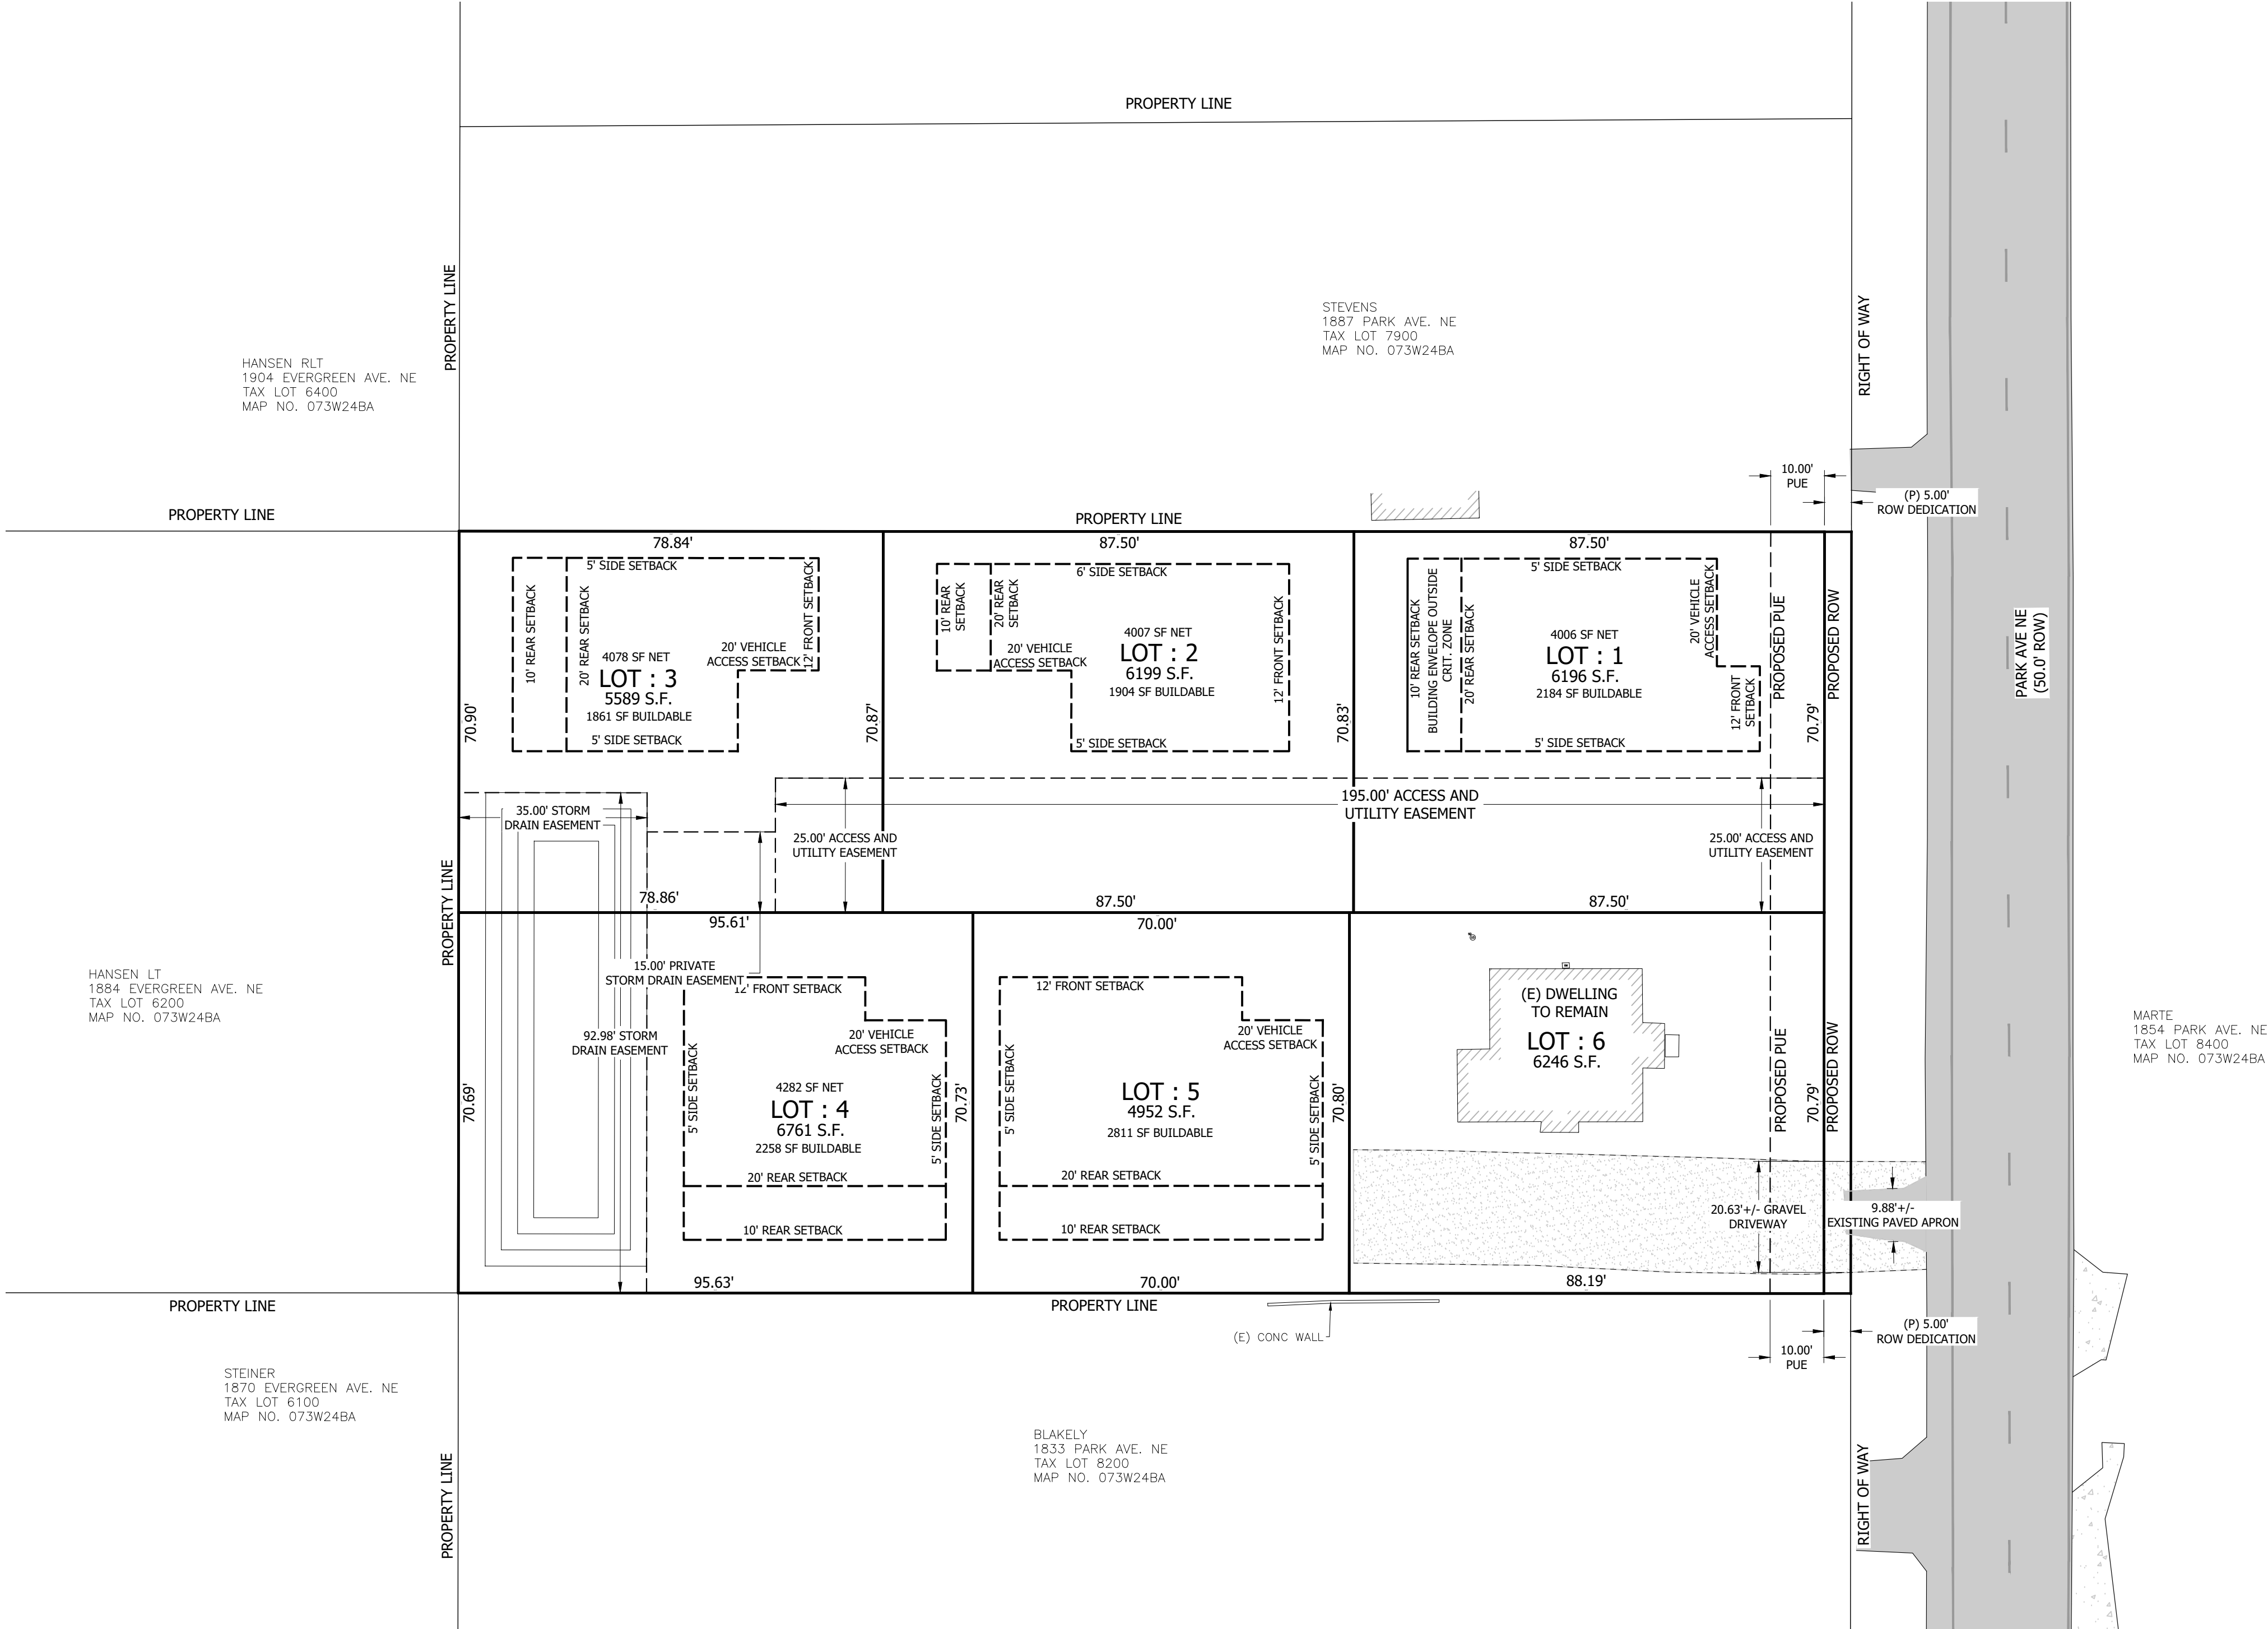 PROPERTY LINE
PROPERTY LINE
STEVENS
1887 PARK AVE. NE
TAX LOT 7900
MAP NO. 073W24BA
RIGHT OF WAY
HANSEN RLT
1904 EVERGREEN AVE. NE
TAX LOT 6400
MAP NO. 073W24BA
10.00'
PUE
(P) 5.00'
ROW DEDICATION
PROPERTY LINE
PROPERTY LINE
78.84'
87.50'
87.50'
5' SIDE SETBACK
10' REAR SETBACK
20' REAR SETBACK
12' FRONT SETBACK
20' VEHICLE
ACCESS SETBACK
4078 SF NET
LOT : 3
5589 S.F.
1861 SF BUILDABLE
5' SIDE SETBACK
70.90'
70.87'
6' SIDE SETBACK
10' REAR
SETBACK
20' REAR
SETBACK
20' VEHICLE
ACCESS SETBACK
4007 SF NET
LOT : 2
6199 S.F.
1904 SF BUILDABLE
12' FRONT SETBACK
5' SIDE SETBACK
70.83'
5' SIDE SETBACK
10' REAR SETBACK
BUILDING ENVELOPE OUTSIDE
CRIT. ZONE
20' REAR SETBACK
4006 SF NET
LOT : 1
6196 S.F.
2184 SF BUILDABLE
20' VEHICLE
ACCESS SETBACK
12' FRONT
SETBACK
5' SIDE SETBACK
PROPOSED PUE
70.79'
PROPOSED ROW
PARK AVE NE
(50.0' ROW)
35.00' STORM
DRAIN EASEMENT
195.00' ACCESS AND
UTILITY EASEMENT
25.00' ACCESS AND
UTILITY EASEMENT
25.00' ACCESS AND
UTILITY EASEMENT
PROPERTY LINE
78.86'
87.50'
87.50'
95.61'
70.00'
15.00' PRIVATE
STORM DRAIN EASEMENT
92.98' STORM
DRAIN EASEMENT
HANSEN LT
1884 EVERGREEN AVE. NE
TAX LOT 6200
MAP NO. 073W24BA
70.69'
12' FRONT SETBACK
20' VEHICLE
ACCESS SETBACK
5' SIDE SETBACK
4282 SF NET
LOT : 4
6761 S.F.
2258 SF BUILDABLE
5' SIDE SETBACK
20' REAR SETBACK
10' REAR SETBACK
70.73'
12' FRONT SETBACK
20' VEHICLE
ACCESS SETBACK
5' SIDE SETBACK
LOT : 5
4952 S.F.
2811 SF BUILDABLE
5' SIDE SETBACK
20' REAR SETBACK
10' REAR SETBACK
70.80'
(E) DWELLING
TO REMAIN
LOT : 6
6246 S.F.
PROPOSED PUE
70.79'
PROPOSED ROW
MARTE
1854 PARK AVE. NE
TAX LOT 8400
MAP NO. 073W24BA
20.63'+/- GRAVEL
DRIVEWAY
9.88'+/-
EXISTING PAVED APRON
95.63'
70.00'
88.19'
PROPERTY LINE
PROPERTY LINE
(E) CONC WALL
(P) 5.00'
ROW DEDICATION
10.00'
PUE
STEINER
1870 EVERGREEN AVE. NE
TAX LOT 6100
MAP NO. 073W24BA
BLAKELY
1833 PARK AVE. NE
TAX LOT 8200
MAP NO. 073W24BA
PROPERTY LINE
RIGHT OF WAY